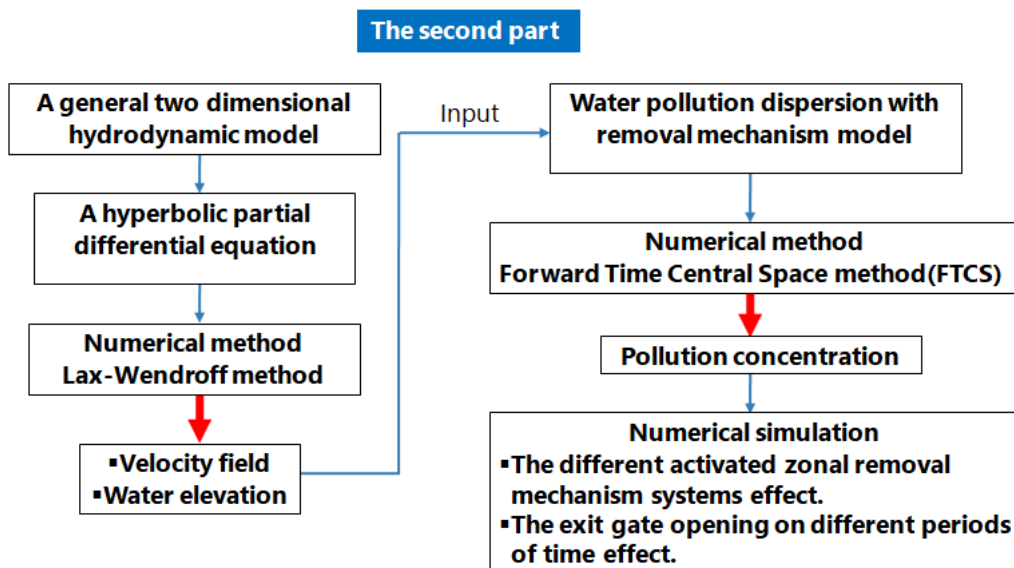 The second part
A general two dimensional
hydrodynamic model
A hyperbolic partial
differential equation
Numerical method
Lax-Wendroff method
▪Velocity field
▪Water elevation
Input
Water pollution dispersion with
removal mechanism model
Numerical method
Forward Time Central Space method(FTCS)
Pollution concentration
Numerical simulation
▪The different activated zonal removal
mechanism systems effect.
▪The exit gate opening on different periods
of time effect.